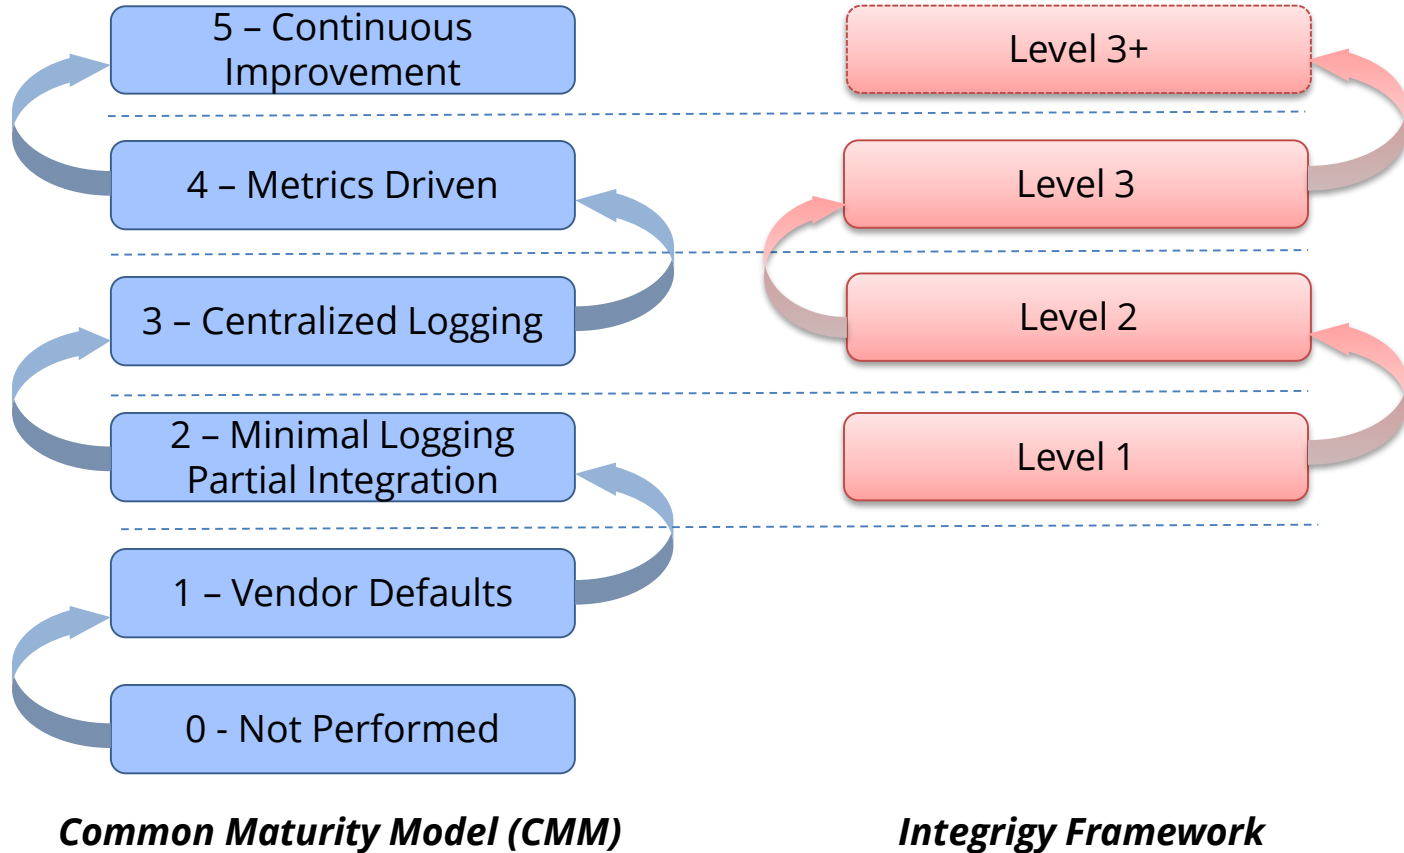 5 – Continuous
Improvement
Level 3+
4 – Metrics Driven
Level 3
3 – Centralized Logging
Level 2
2 – Minimal Logging
Partial Integration
Level 1
1 – Vendor Defaults
0 - Not Performed
Common Maturity Model (CMM)
Integrigy Framework